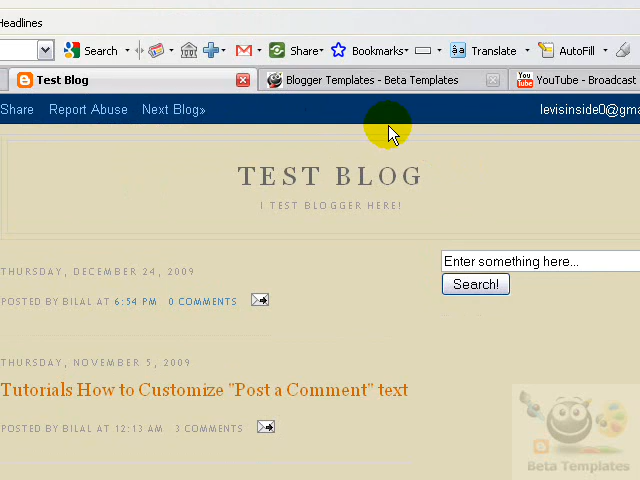 Headlines
Search Share Bookmarks Translate AutoFill
Test Blog Blogger Templates - Beta Templates You Tube YouTube - Broadcast
Share Report Abuse Next Blog» levisinside0@gma
TEST BLOG
I TEST BLOGGER HERE!
THURSDAY, DECEMBER 24, 2009
Enter something here...
Search!
POSTED BY BILAL AT 6:54 PM 0 COMMENTS
THURSDAY, NOVEMBER 5, 2009
Tutorials How to Customize "Post a Comment" text
POSTED BY BILAL AT 12:13 AM 3 COMMENTS
Beta Templates